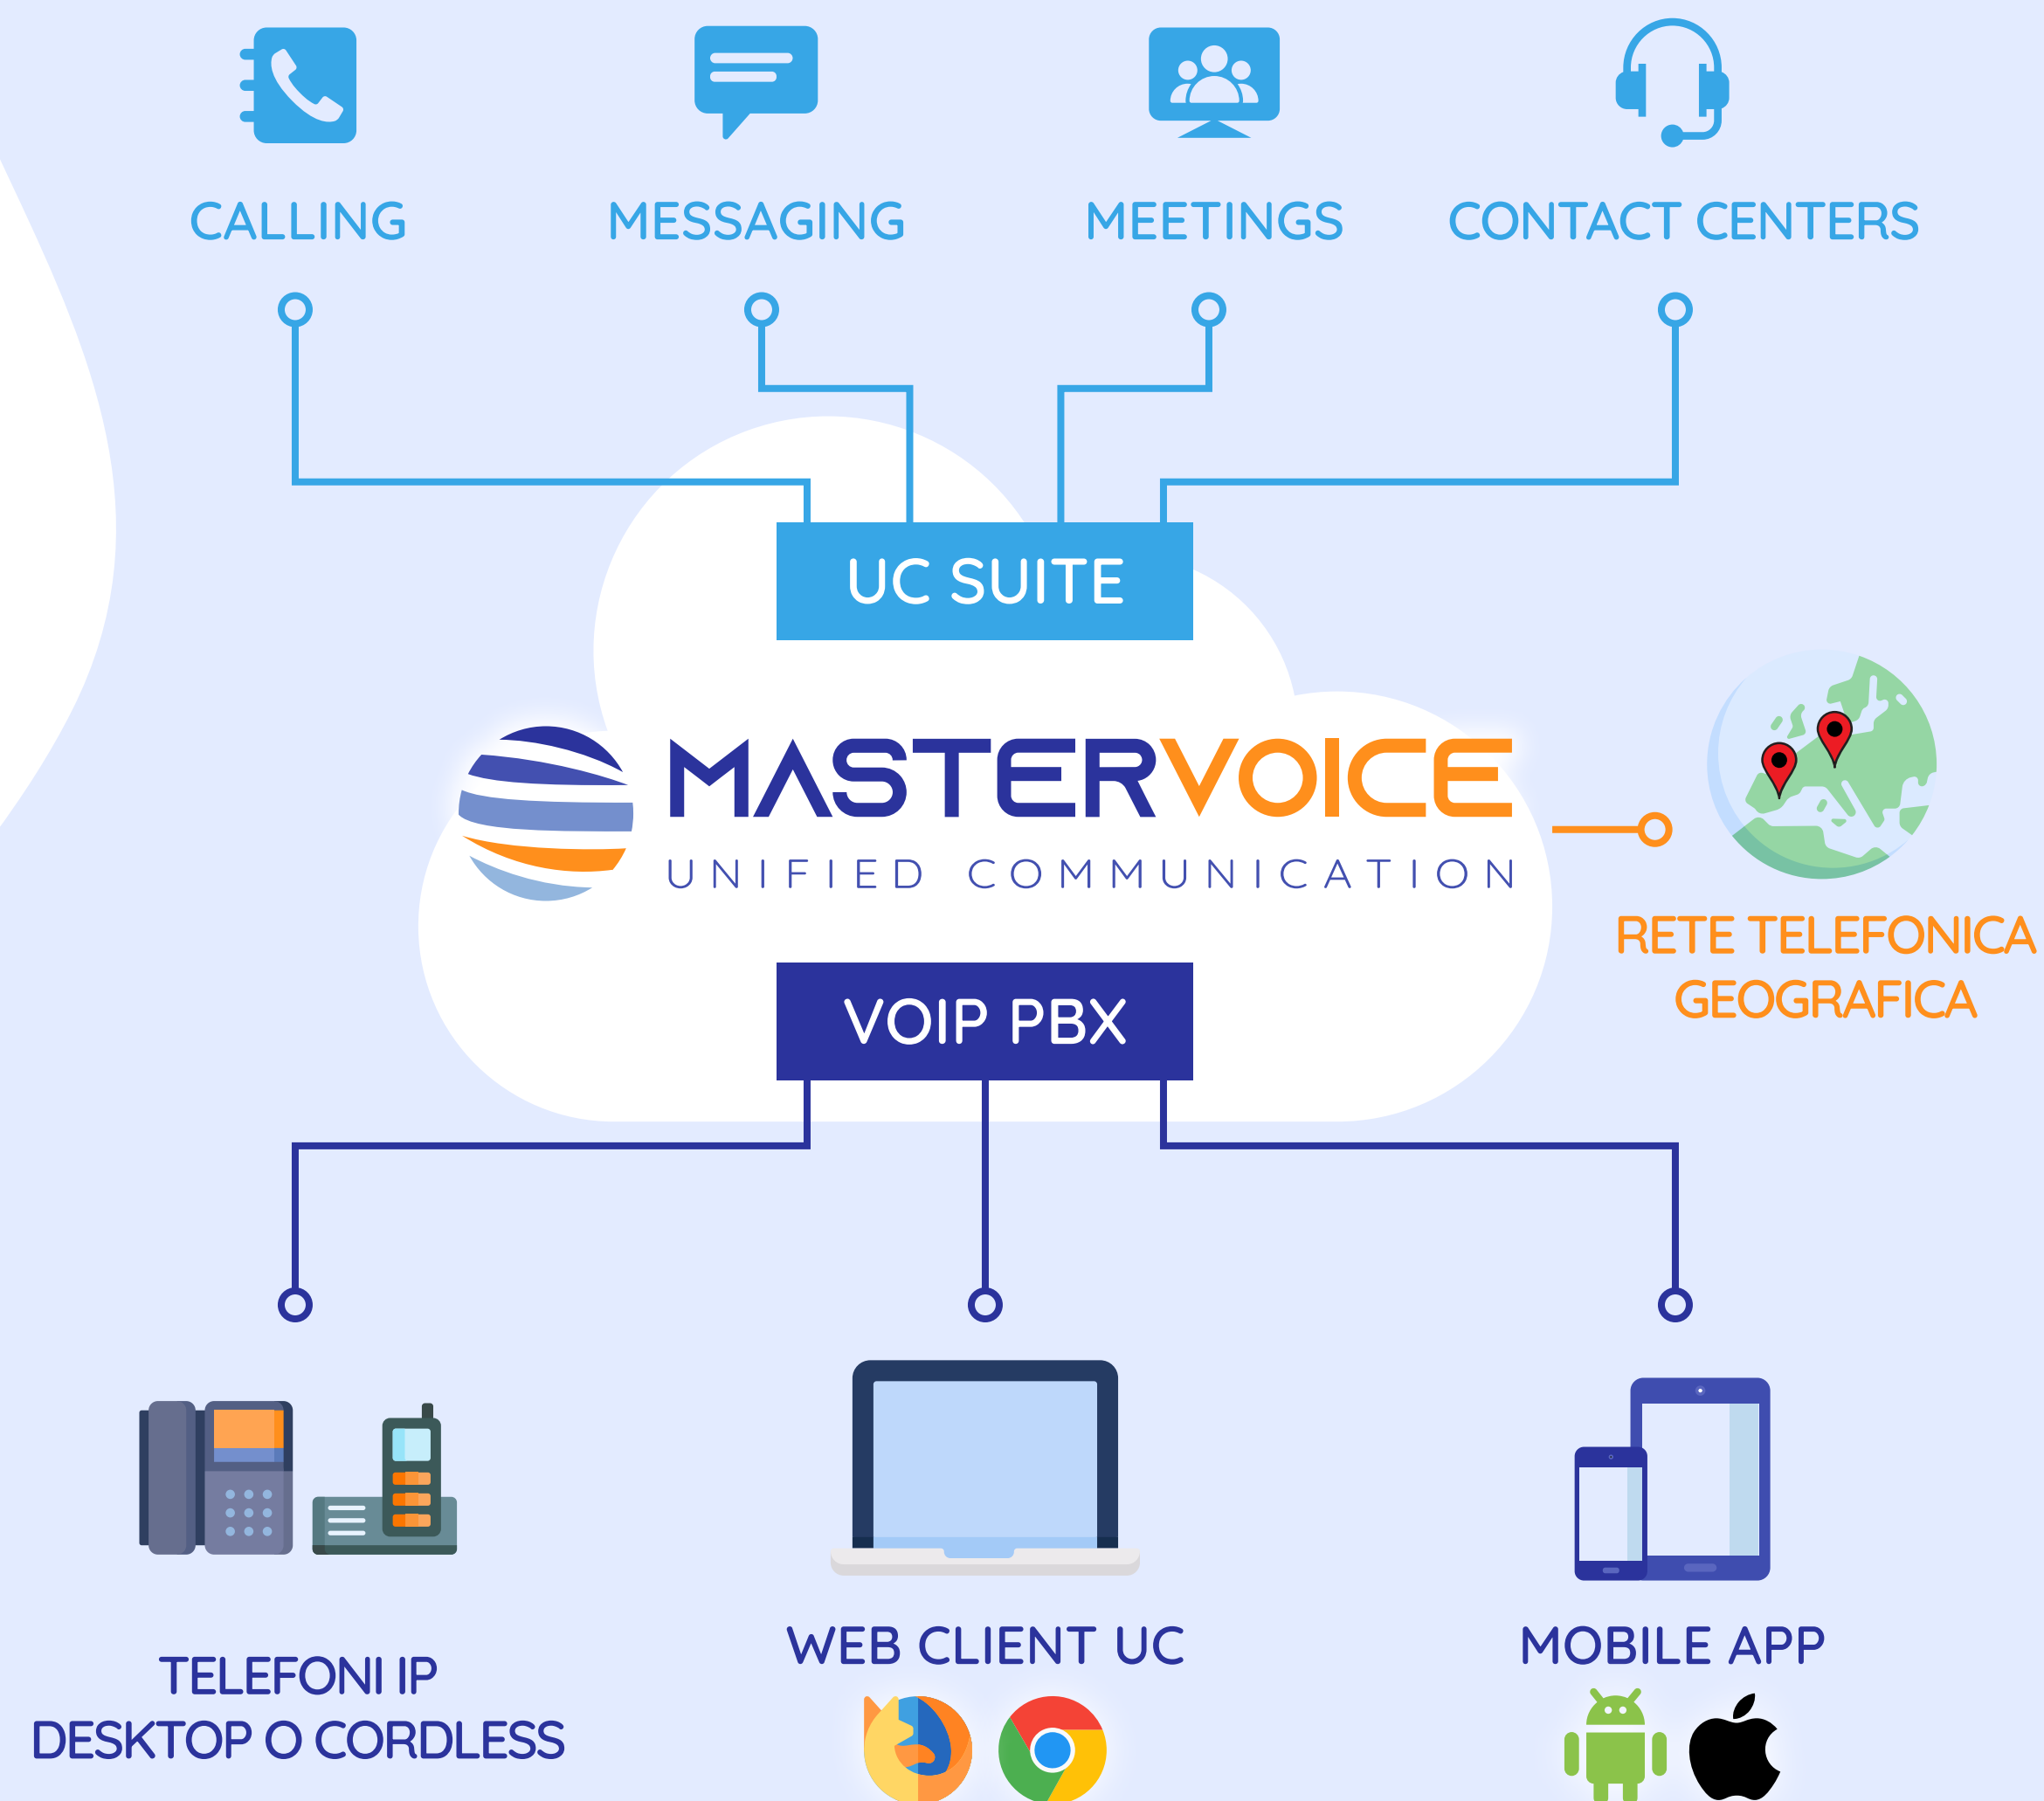 CALLING
MESSAGING
MEETINGS
CONTACT CENTERS
UC SUITE
MASTERVOICE
UNIFIED COMMUNICATION
RETE TELEFONICA
GEOGRAFICA
VOIP PBX
TELEFONI IP
DESKTOP O CORDLESS
WEB CLIENT UC
MOBILE APP